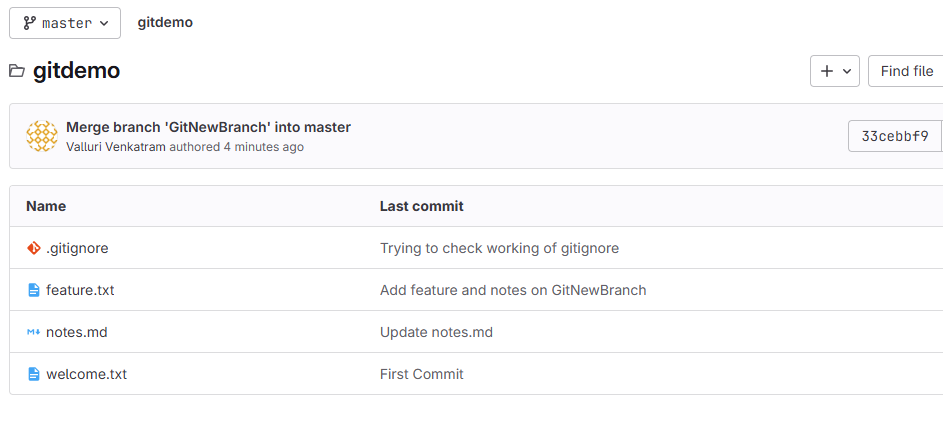 master gitdemo
gitdemo
Find file
Merge branch 'GitNewBranch' into master
Valluri Venkatram authored 4 minutes ago
33cebbf9
Name Last commit
.gitignore Trying to check working of gitignore
feature.txt Add feature and notes on GitNewBranch
notes.md Update notes.md
welcome.txt First Commit